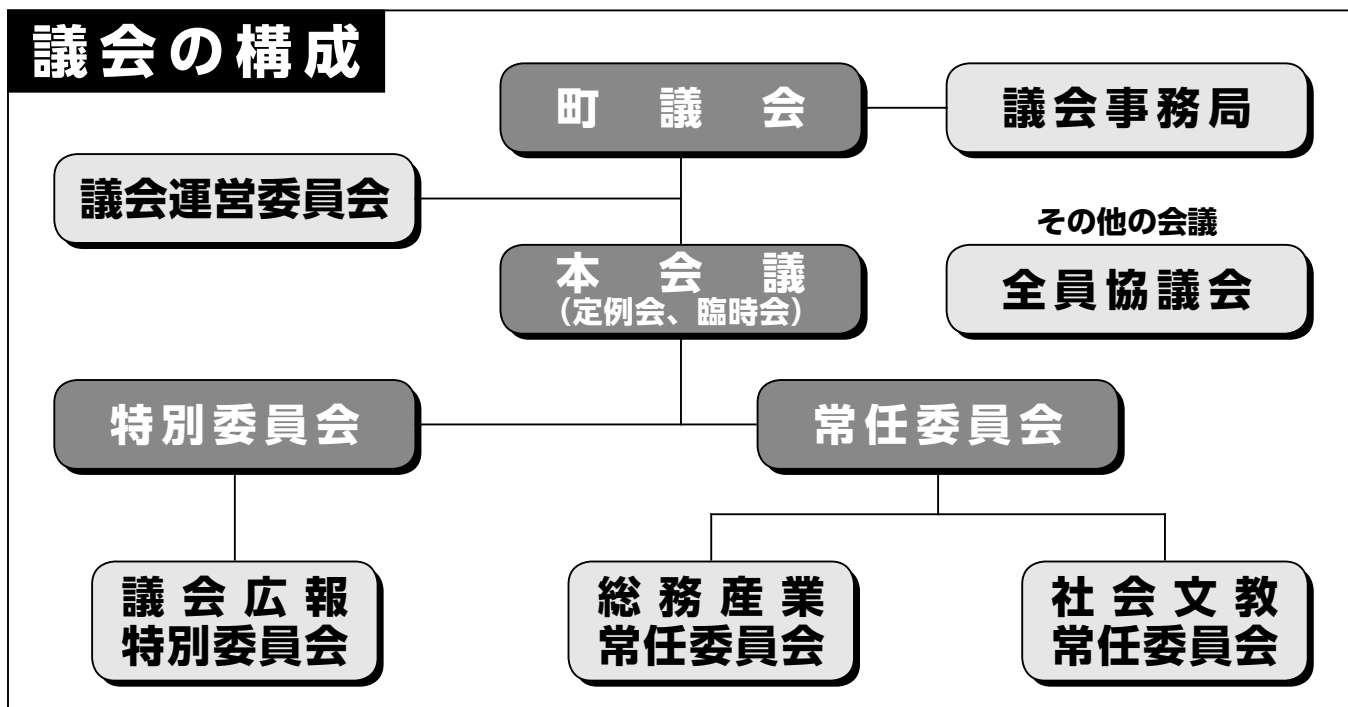 議会の構成
町議会
議会事務局
議会運営委員会
その他の会議
本会議
(定例会、臨時会)
全員協議会
特別委員会
常任委員会
議会広報
特別委員会
総務産業
常任委員会
社会文教
常任委員会